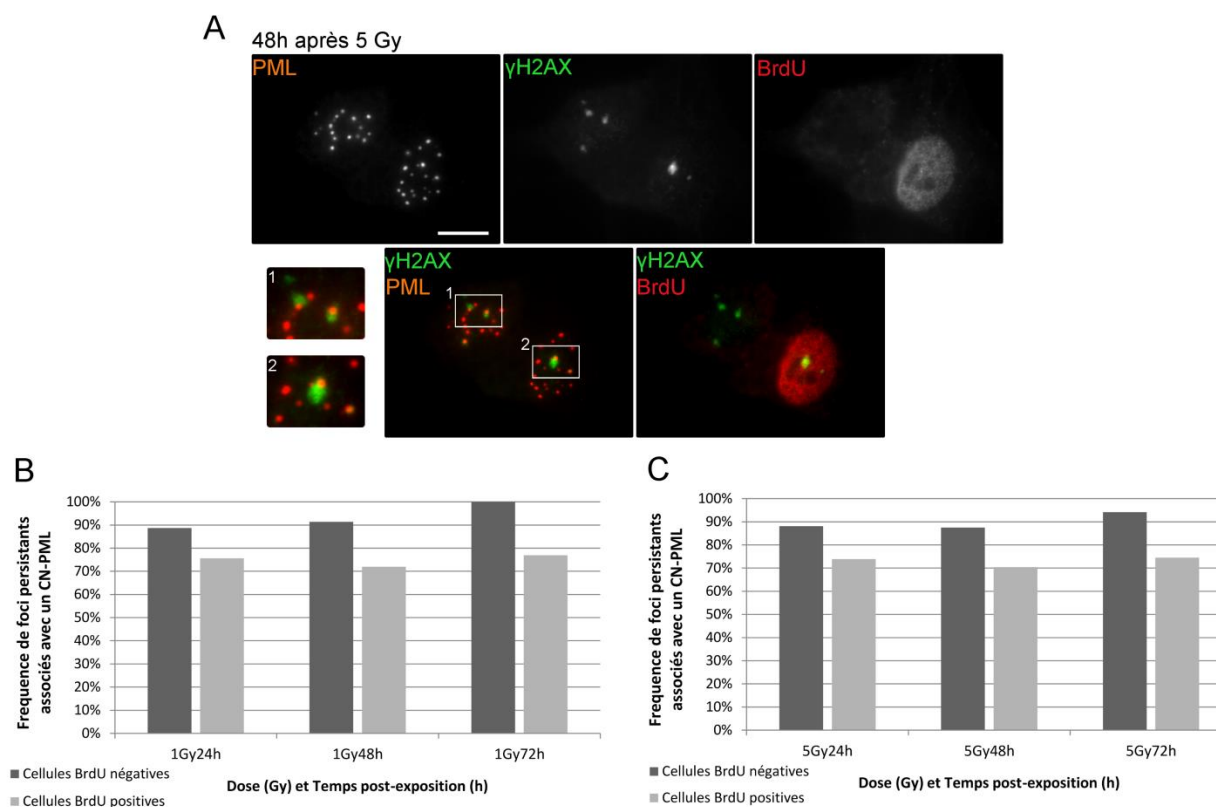 A
48h après 5 Gy
PML
γH2AX
BrdU
1
2
γH2AX
PML
1
2
γH2AX
BrdU
B
Frequence de foci persistants
associés avec un CN-PML
100%
90%
80%
70%
60%
50%
40%
30%
20%
10%
0%
1Gy24h
1Gy48h
1Gy72h
Cellules BrdU négatives
Cellules BrdU positives
Dose (Gy) et Temps post-exposition (h)
C
Frequence de foci persistants
associés avec un CN-PML
100%
90%
80%
70%
60%
50%
40%
30%
20%
10%
0%
5Gy24h
5Gy48h
5Gy72h
Cellules BrdU négatives
Cellules BrdU positives
Dose (Gy) et Temps post-exposition (h)